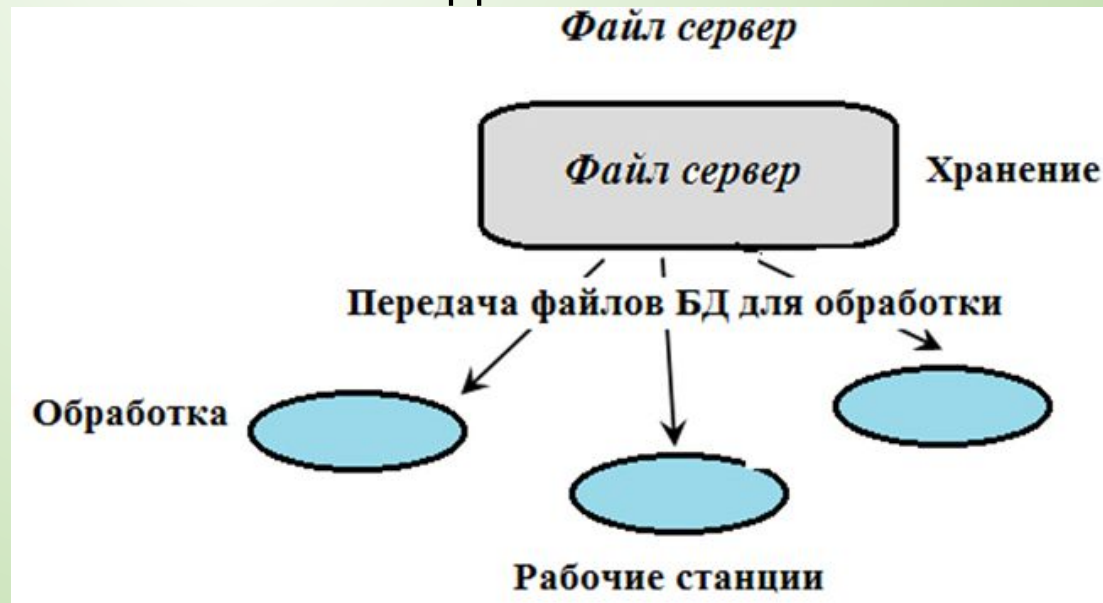 Файл сервер
Файл сервер
Хранение
Передача файлов БД для обработки
Обработка
Рабочие станции